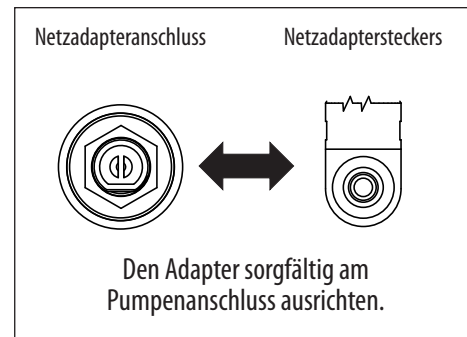 Netzadapteranschluss
Netzadaptersteckers
Den Adapter sorgfältig am
Pumpenanschluss ausrichten.